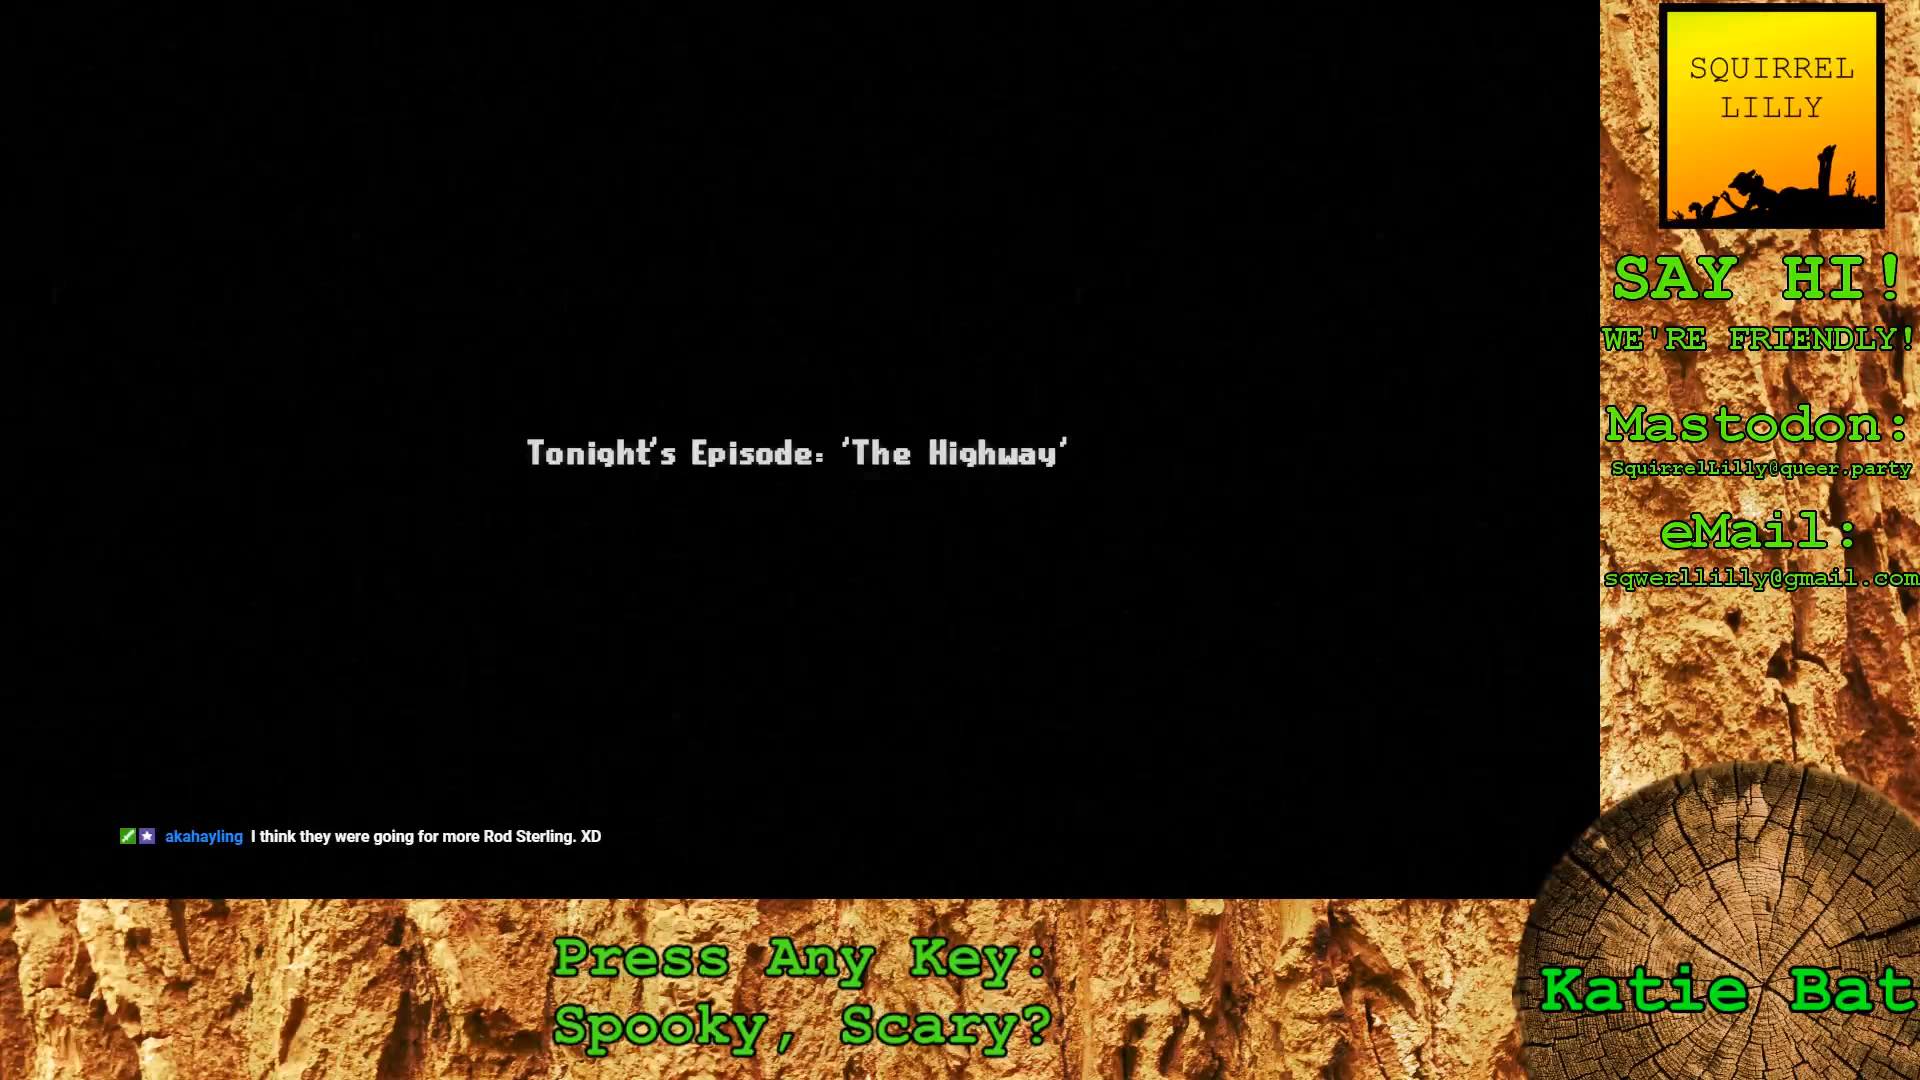 SQUIRREL
LILLY
SAY HI!
WE'RE FRIENDLY!
Mastodon:
SquirrelLilly@queer.party
eMail:
sqwerllilly@gmail.com
Tonight's Episode: 'The Highway'
akahayling I think they were going for more Rod Sterling. XD
Press Any Key:
Spooky, Scary?
Katie Bat